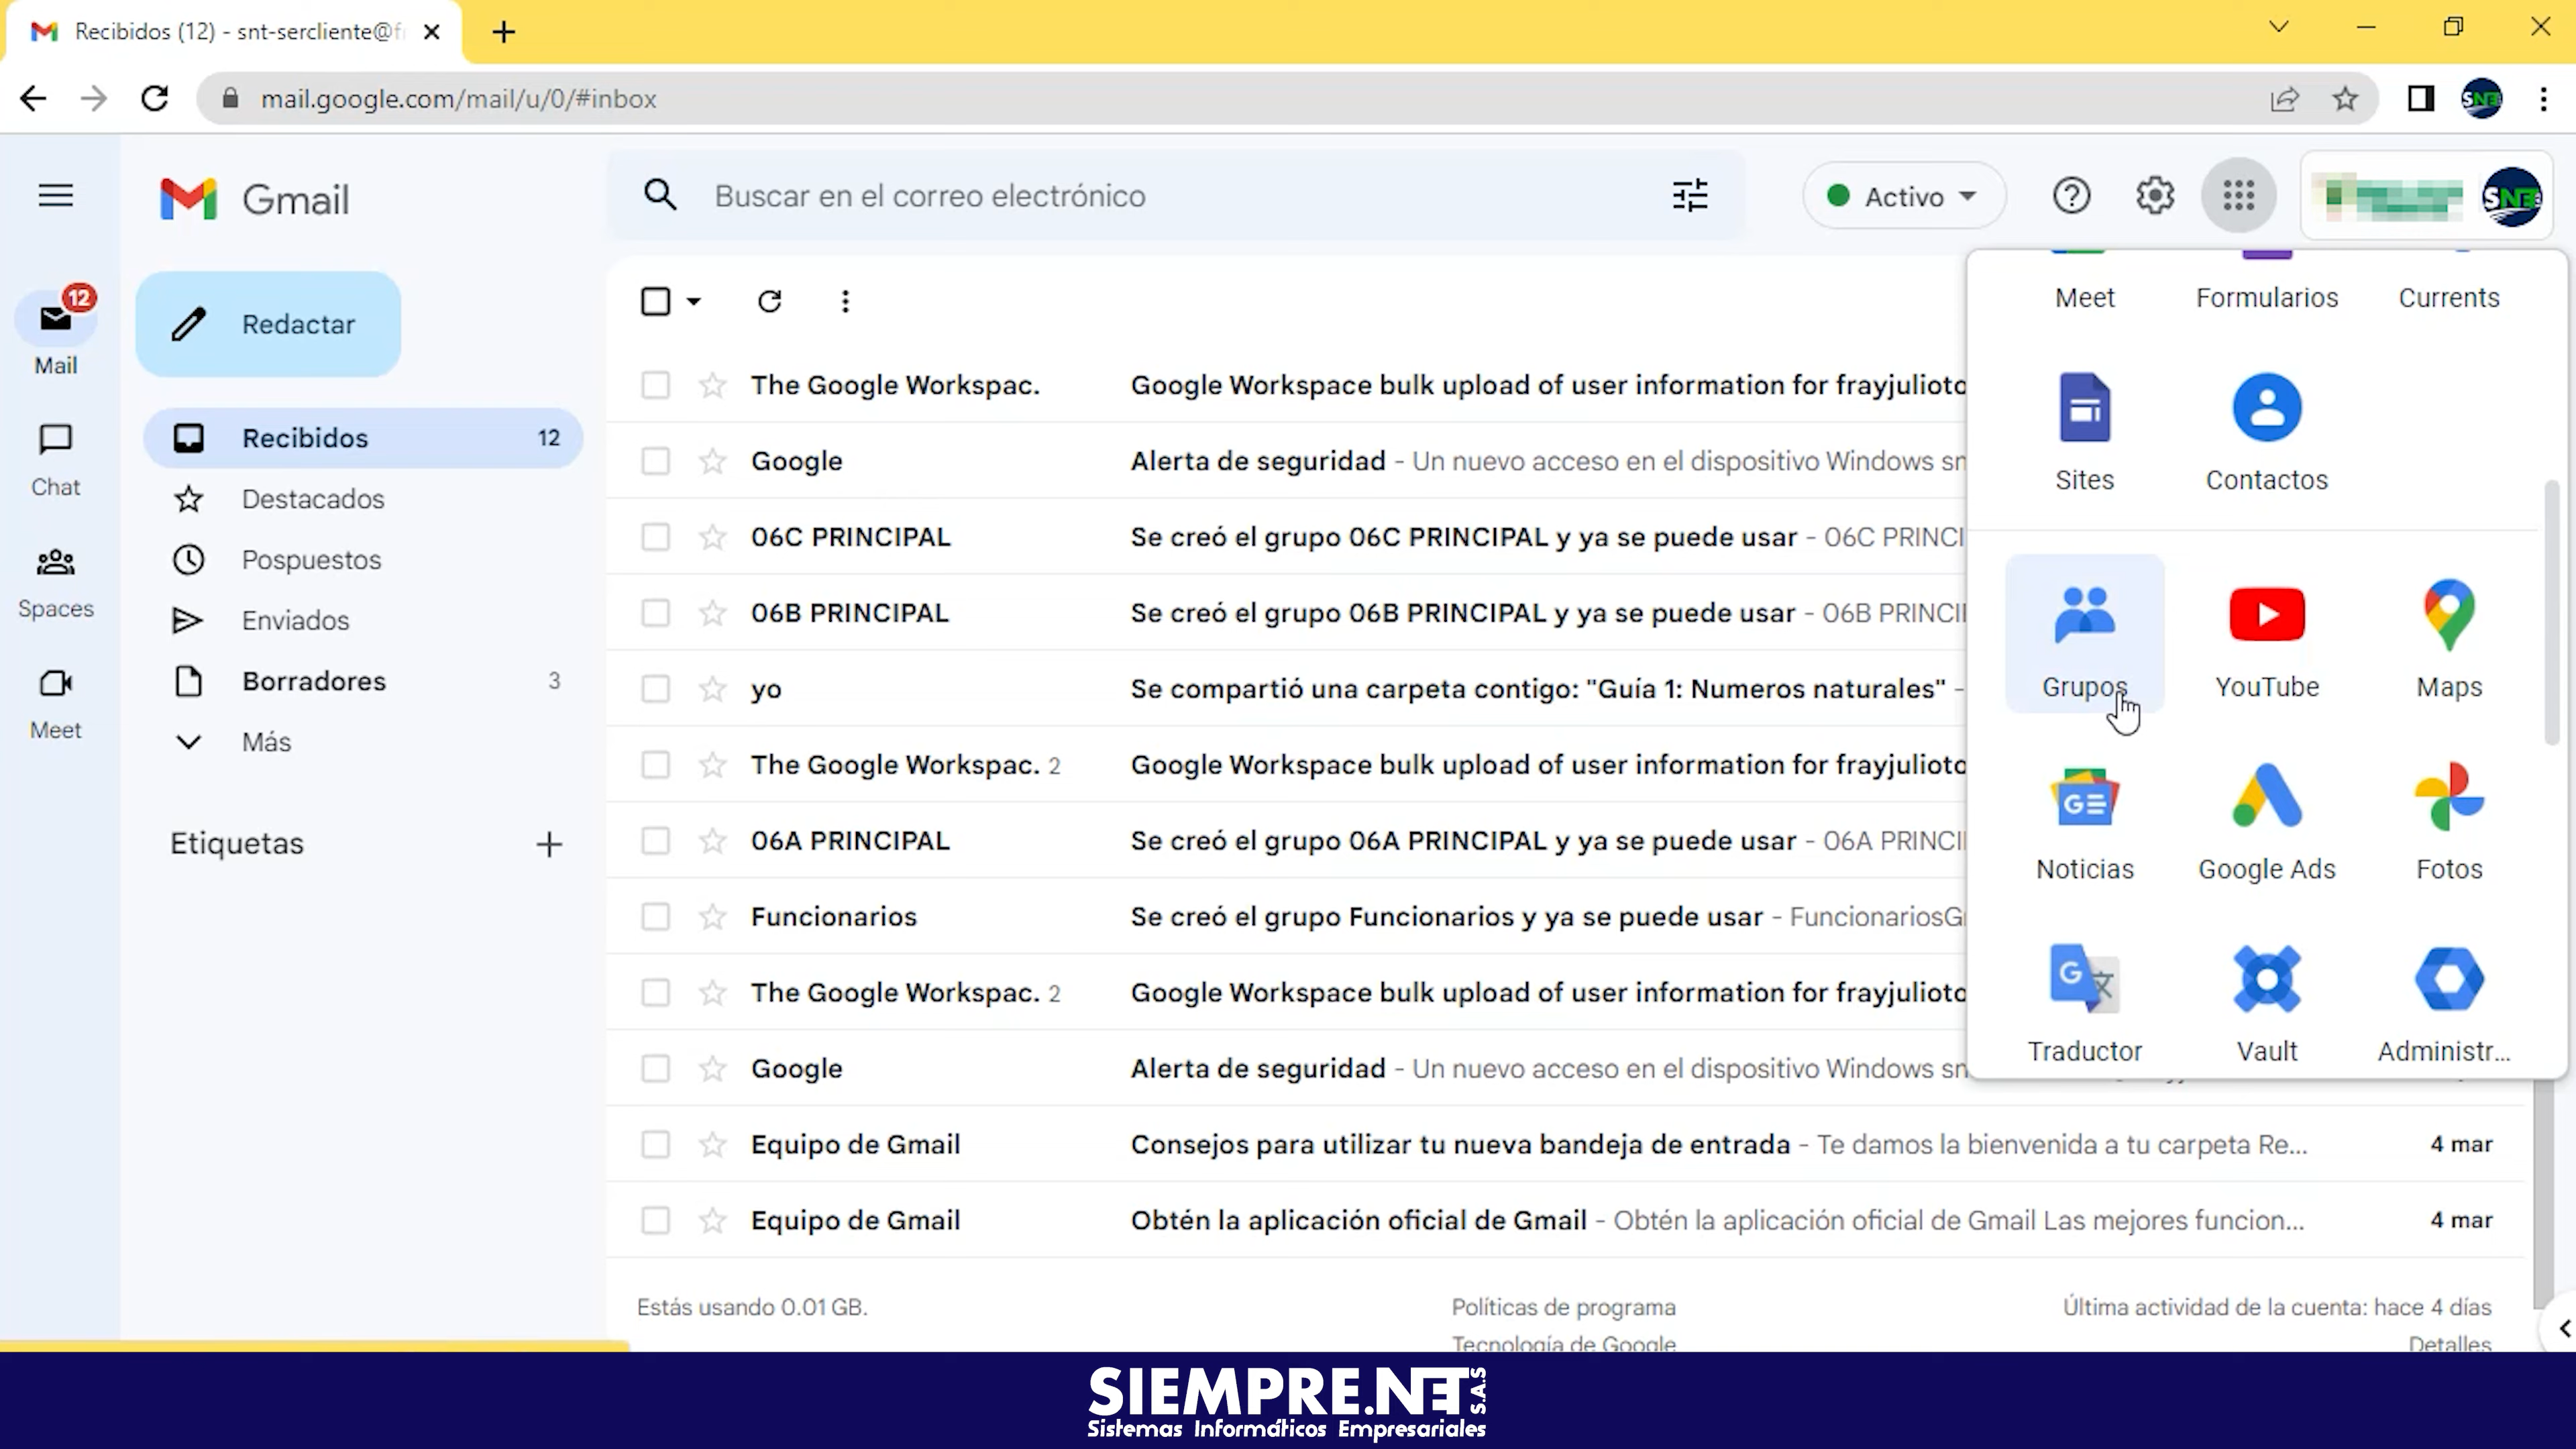 Recibidos (12) - snt-sercliente@f
mail.google.com/mail/u/0/#inbox
SNE
Gmail
Buscar en el correo electrónico
Activo
SNE
12
Mail
Chat
Spaces
Meet
Redactar
Recibidos 12
Destacados
Pospuestos
Enviados
Borradores 3
Más
Etiquetas
The Google Workspac. Google Workspace bulk upload of user information for frayjulioto
Google Alerta de seguridad - Un nuevo acceso en el dispositivo Windows sn
06C PRINCIPAL Se creó el grupo 06C PRINCIPAL y ya se puede usar - 06C PRINCI
06B PRINCIPAL Se creó el grupo 06B PRINCIPAL y ya se puede usar - 06B PRINCI
yo Se compartió una carpeta contigo: "Guía 1: Numeros naturales" -
The Google Workspac. 2 Google Workspace bulk upload of user information for frayjulioto
06A PRINCIPAL Se creó el grupo 06A PRINCIPAL y ya se puede usar - 06A PRINCI
Funcionarios Se creó el grupo Funcionarios y ya se puede usar - FuncionariosG
The Google Workspac. 2 Google Workspace bulk upload of user information for frayjulioto
Google Alerta de seguridad - Un nuevo acceso en el dispositivo Windows sn
Equipo de Gmail Consejos para utilizar tu nueva bandeja de entrada - Te damos la bienvenida a tu carpeta Re... 4 mar
Equipo de Gmail Obtén la aplicación oficial de Gmail - Obtén la aplicación oficial de Gmail Las mejores funcion... 4 mar
Meet Formularios Currents
Sites Contactos
Grupos YouTube Maps
Noticias Google Ads Fotos
Traductor Vault Administr...
Estás usando 0.01 GB. Políticas de programa Última actividad de la cuenta: hace 4 días
Tecnología de Google Detalles
SIEMPRE.NET S.A.S
Sistemas Informáticos Empresariales